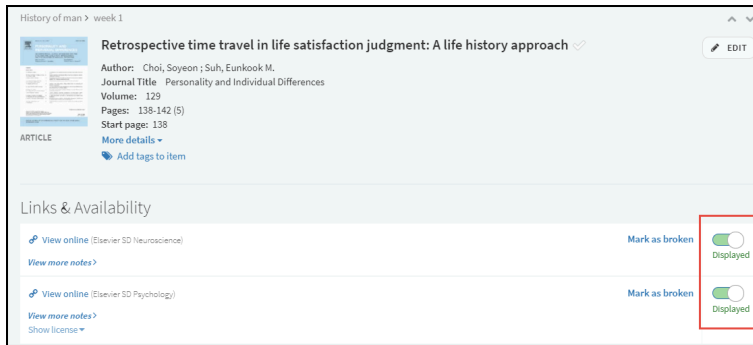 History of man > week 1
Retrospective time travel in life satisfaction judgment: A life history approach
EDIT
Author: Choi, Soyeon ; Suh, Eunkook M.
Journal Title Personality and Individual Differences
Volume: 129
Pages: 138-142 (5)
Start page: 138
ARTICLE
More details
Add tags to item
Links & Availability
View online (Elsevier SD Neuroscience)
Mark as broken
Displayed
View more notes>
View online (Elsevier SD Psychology)
Mark as broken
Displayed
View more notes>
Show license